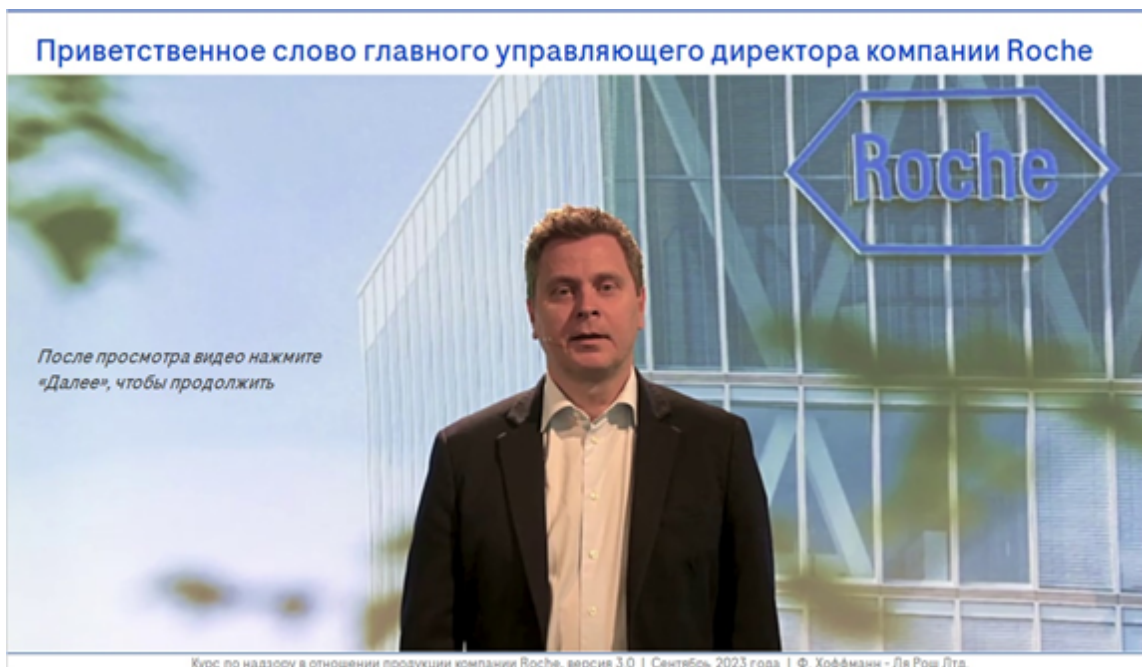 Приветственное слово главного управляющего директора компании Roche
Roche
После просмотра видео нажмите
«Далее», чтобы продолжить
Курс по надзору в отношении продукции компании Roche, версия 3.0 | Сентябрь 2023 года | Ф. Хоффманн - Ля Рош Лтд.